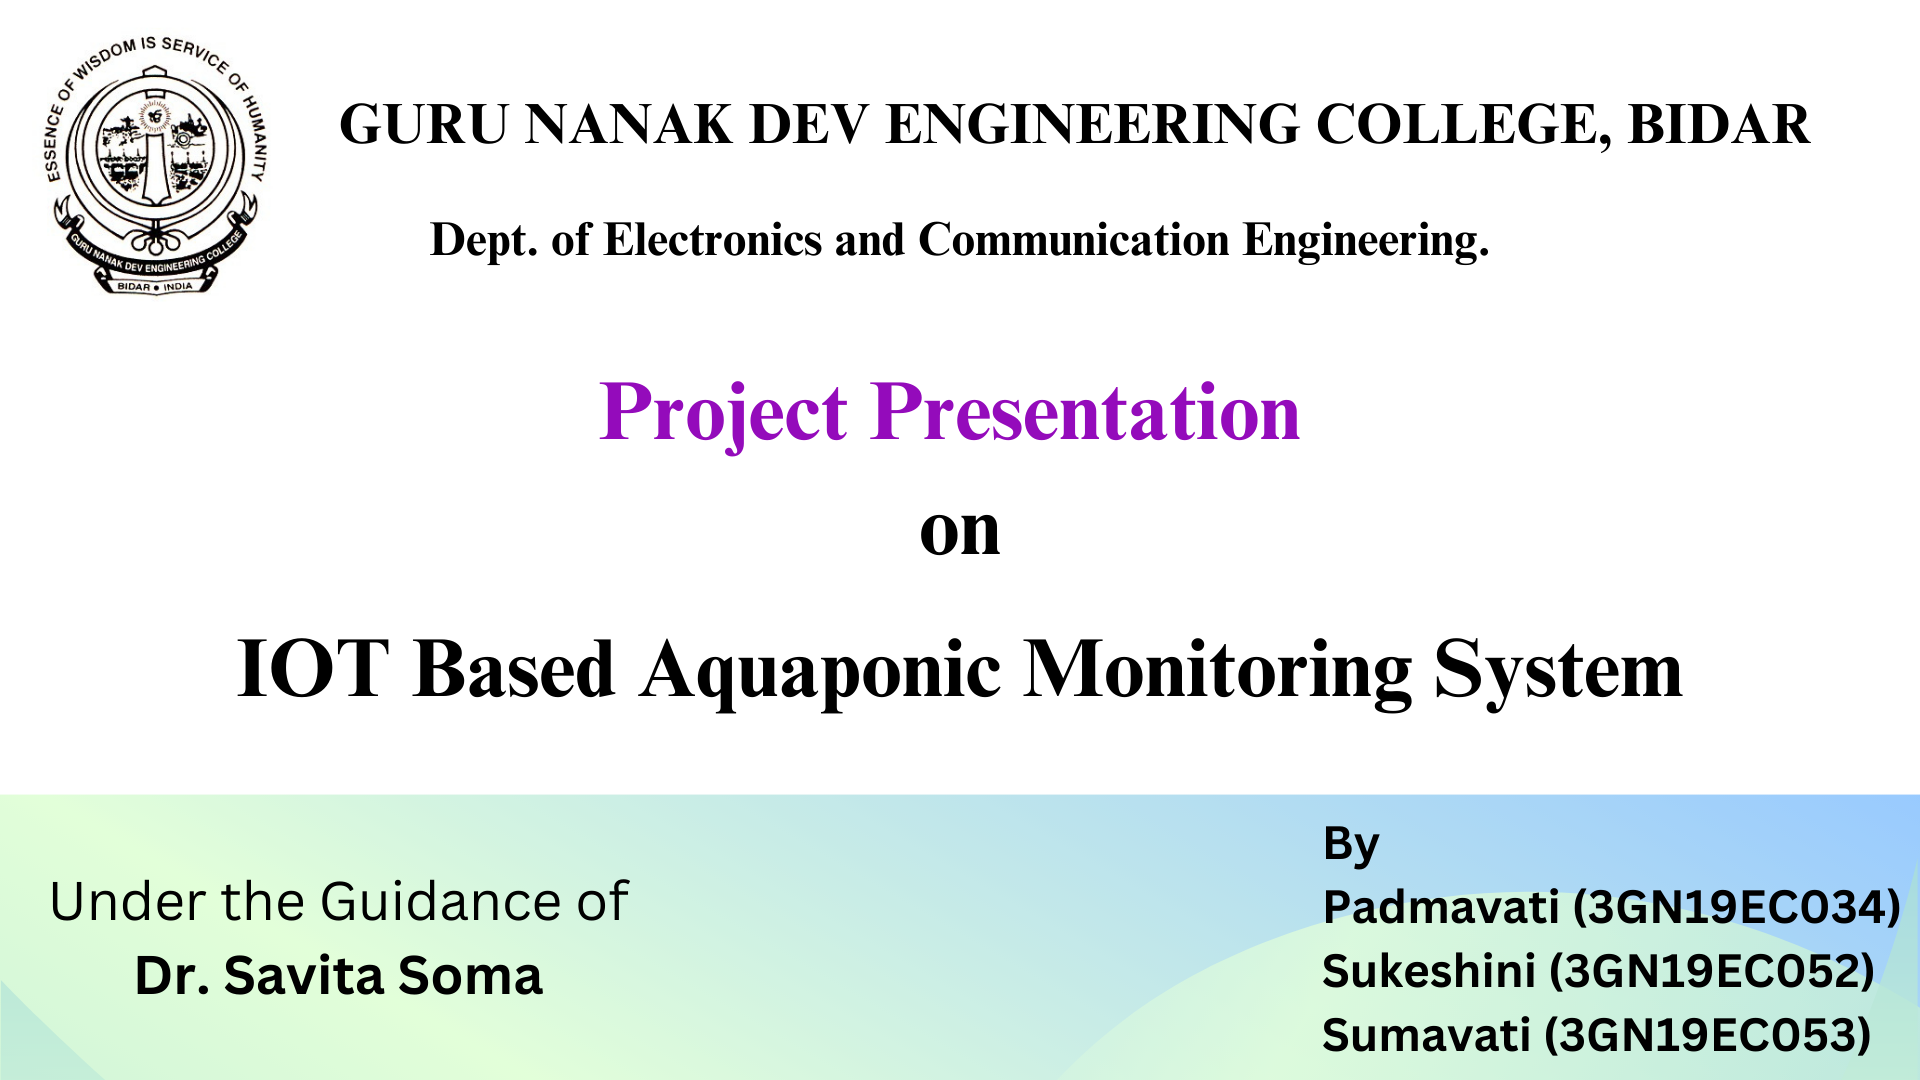 ESSENCE OF WISDOM IS SERVICE OF HUMANITY
GURU NANAK DEV ENGINEERING COLLEGE
BIDAR • INDIA
GURU NANAK DEV ENGINEERING COLLEGE, BIDAR
Dept. of Electronics and Communication Engineering.
Project Presentation
on
IOT Based Aquaponic Monitoring System
Under the Guidance of
Dr. Savita Soma
By
Padmavati (3GN19EC034)
Sukeshini (3GN19EC052)
Sumavati (3GN19EC053)